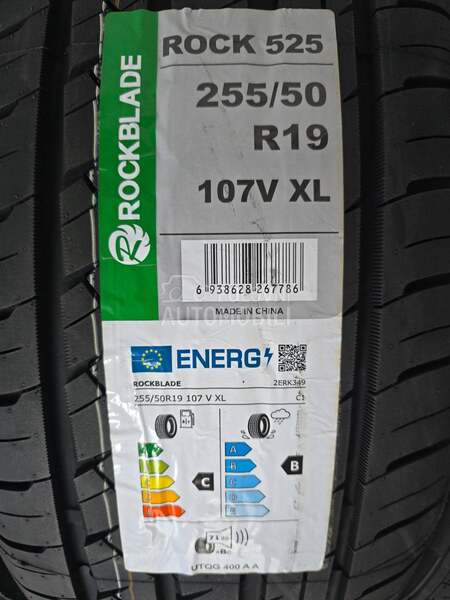 ROCKBLADE
ROCK 525
255/50
R19
107V XL
6 938628 267786
MADE IN CHINA
ENERG
ROCKBLADE
2ERK349
255/50R19 107 V XL
C1
A
B
C
D
E
C
B
71
UTQG 400 A A